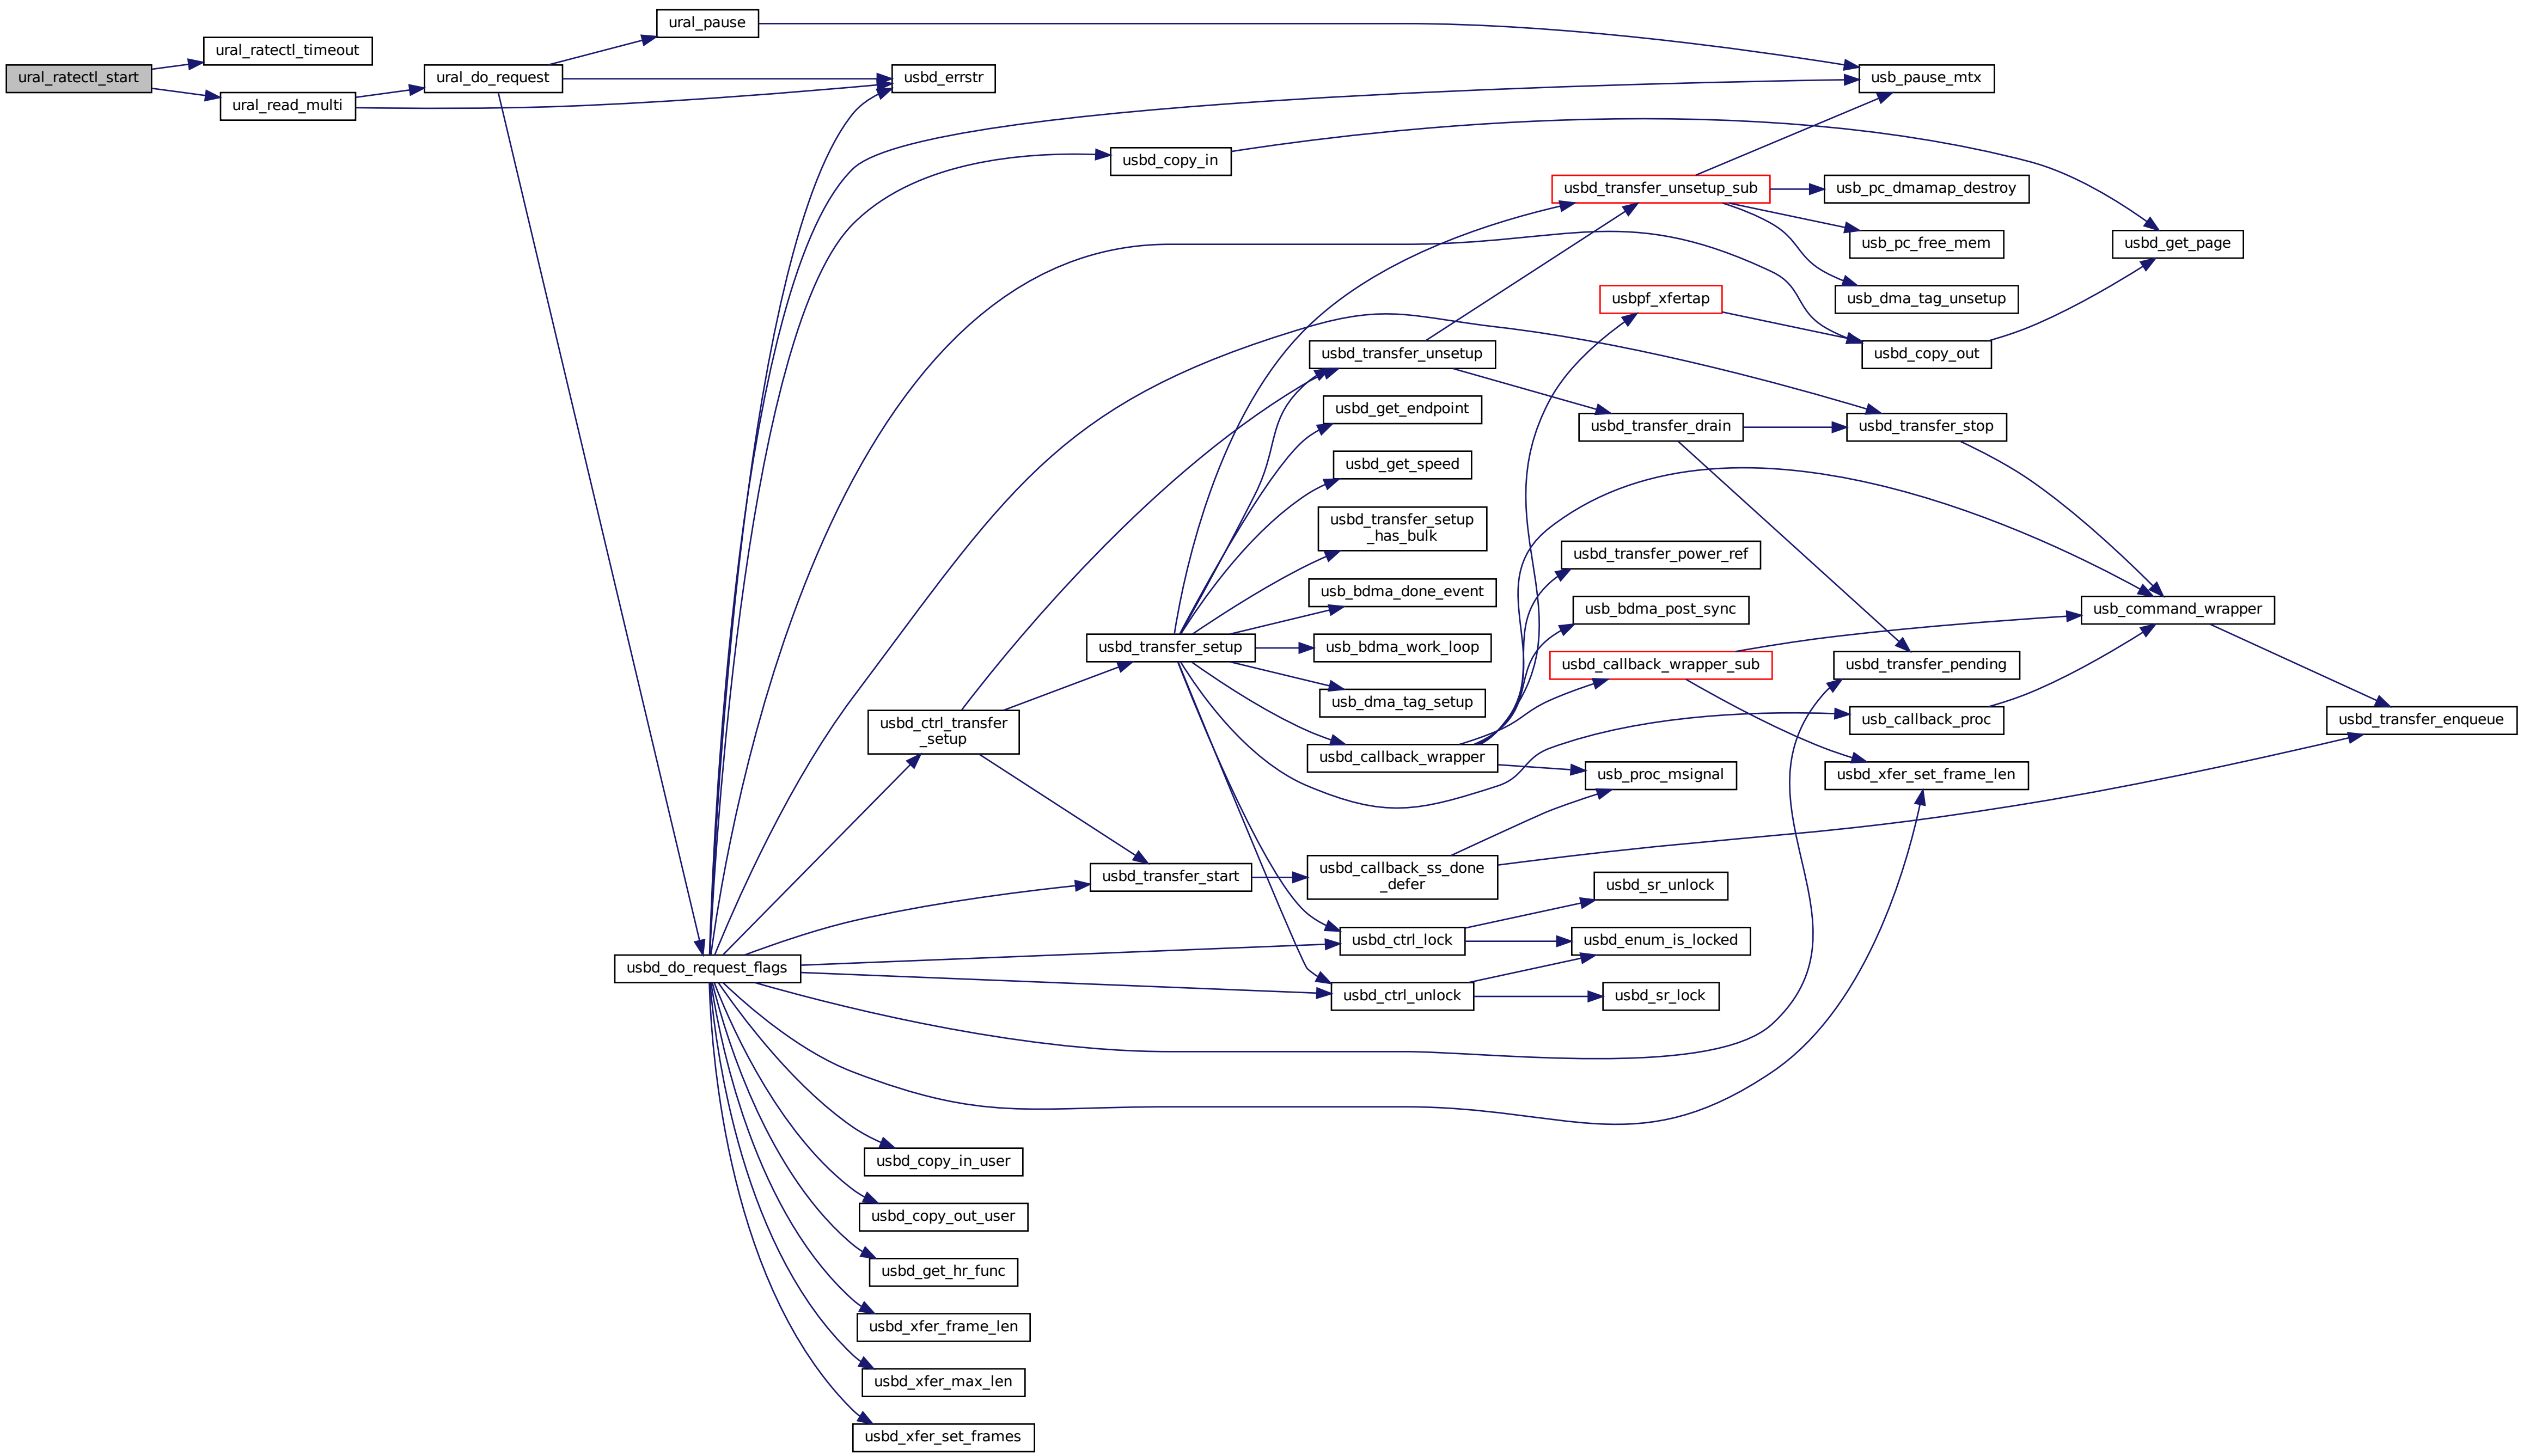 ural_ratectl_start
ural_ratectl_timeout
ural_read_multi
ural_do_request
ural_pause
usbd_errstr
usb_pause_mtx
usbd_copy_in
usbd_transfer_unsetup_sub
usb_pc_dmamap_destroy
usb_pc_free_mem
usb_dma_tag_unsetup
usbd_get_page
usbpf_xfertap
usbd_copy_out
usbd_transfer_unsetup
usbd_get_endpoint
usbd_transfer_drain
usbd_transfer_stop
usbd_get_speed
usbd_transfer_setup
_has_bulk
usbd_transfer_power_ref
usb_bdma_done_event
usb_bdma_post_sync
usb_command_wrapper
usbd_transfer_setup
usb_bdma_work_loop
usbd_callback_wrapper_sub
usbd_transfer_pending
usb_dma_tag_setup
usbd_ctrl_transfer
_setup
usb_callback_proc
usbd_transfer_enqueue
usbd_callback_wrapper
usb_proc_msignal
usbd_xfer_set_frame_len
usbd_transfer_start
usbd_callback_ss_done
_defer
usbd_sr_unlock
usbd_ctrl_lock
usbd_enum_is_locked
usbd_do_request_flags
usbd_ctrl_unlock
usbd_sr_lock
usbd_copy_in_user
usbd_copy_out_user
usbd_get_hr_func
usbd_xfer_frame_len
usbd_xfer_max_len
usbd_xfer_set_frames